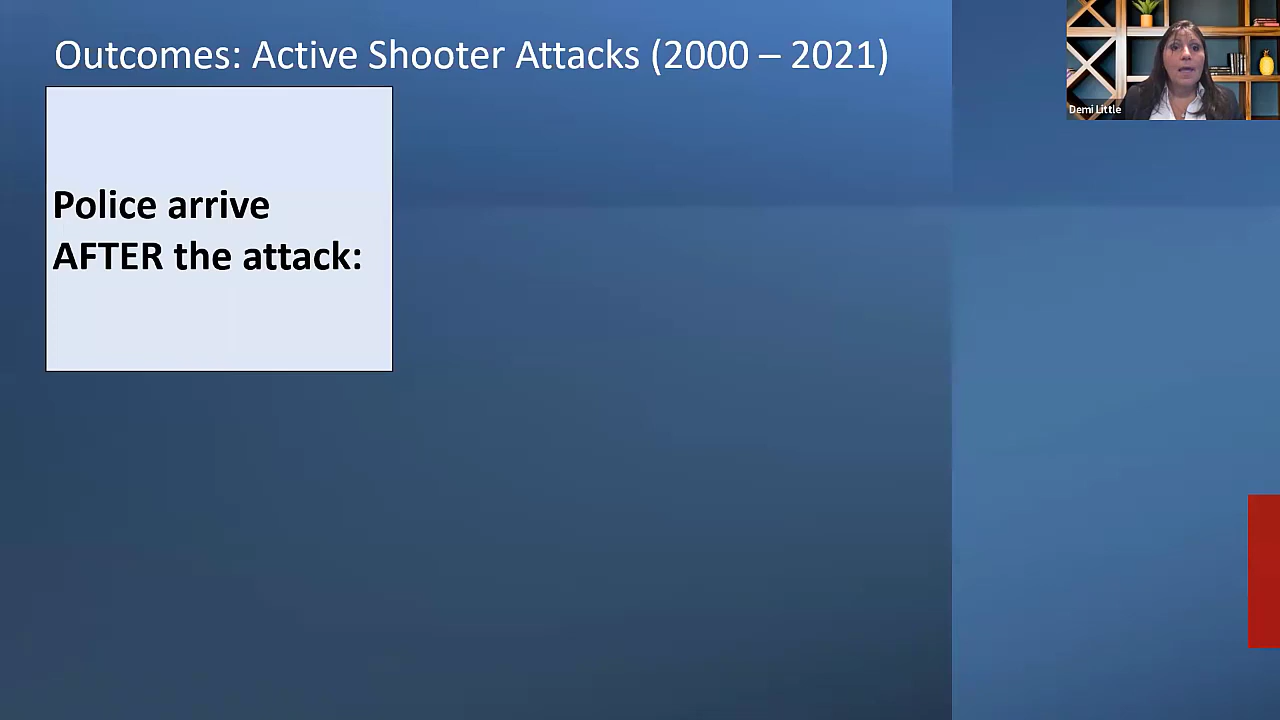 Outcomes: Active Shooter Attacks (2000 – 2021)
Demi Little
Police arrive
AFTER the attack: